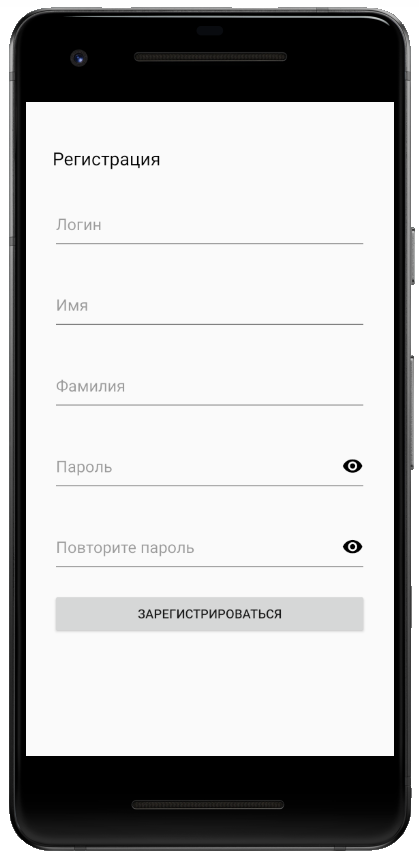 Регистрация
Логин
Имя
Фамилия
Пароль
Повторите пароль
ЗАРЕГИСТРИРОВАТЬСЯ